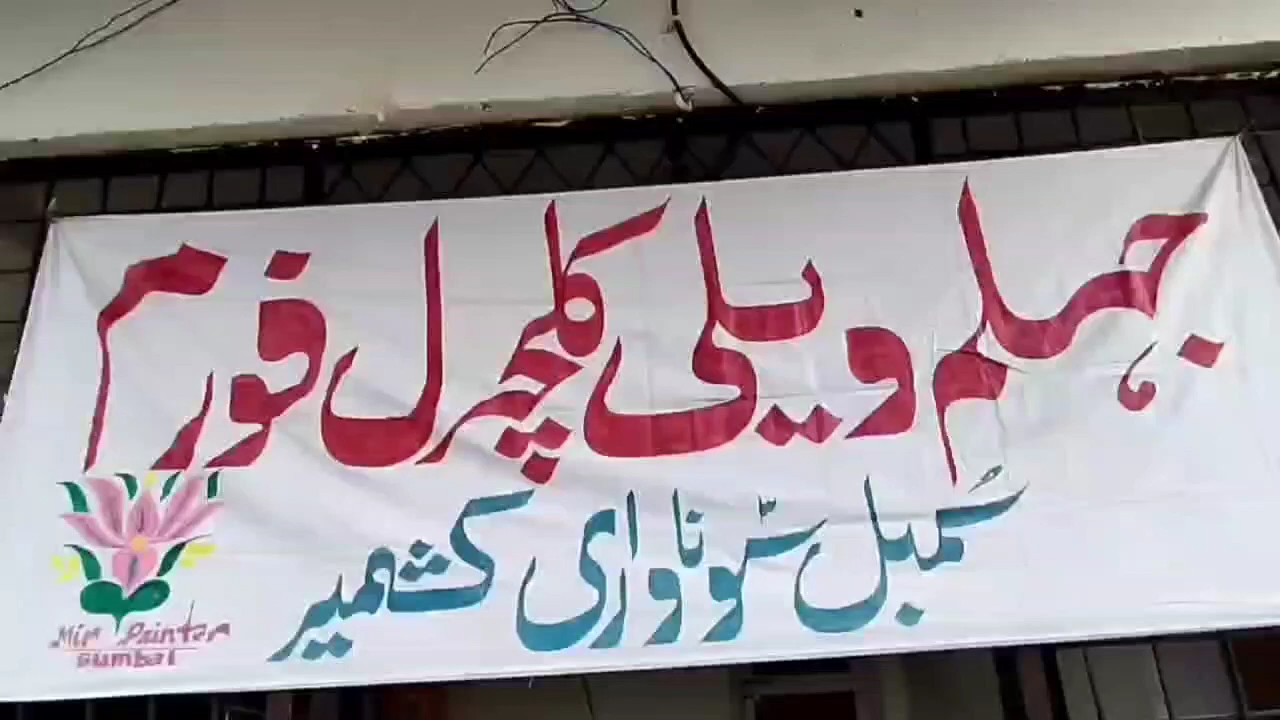 جہلم ویلی کلچرل فورم
سُمبل سوناواری کشمیر
Mir Painter
Sumbal